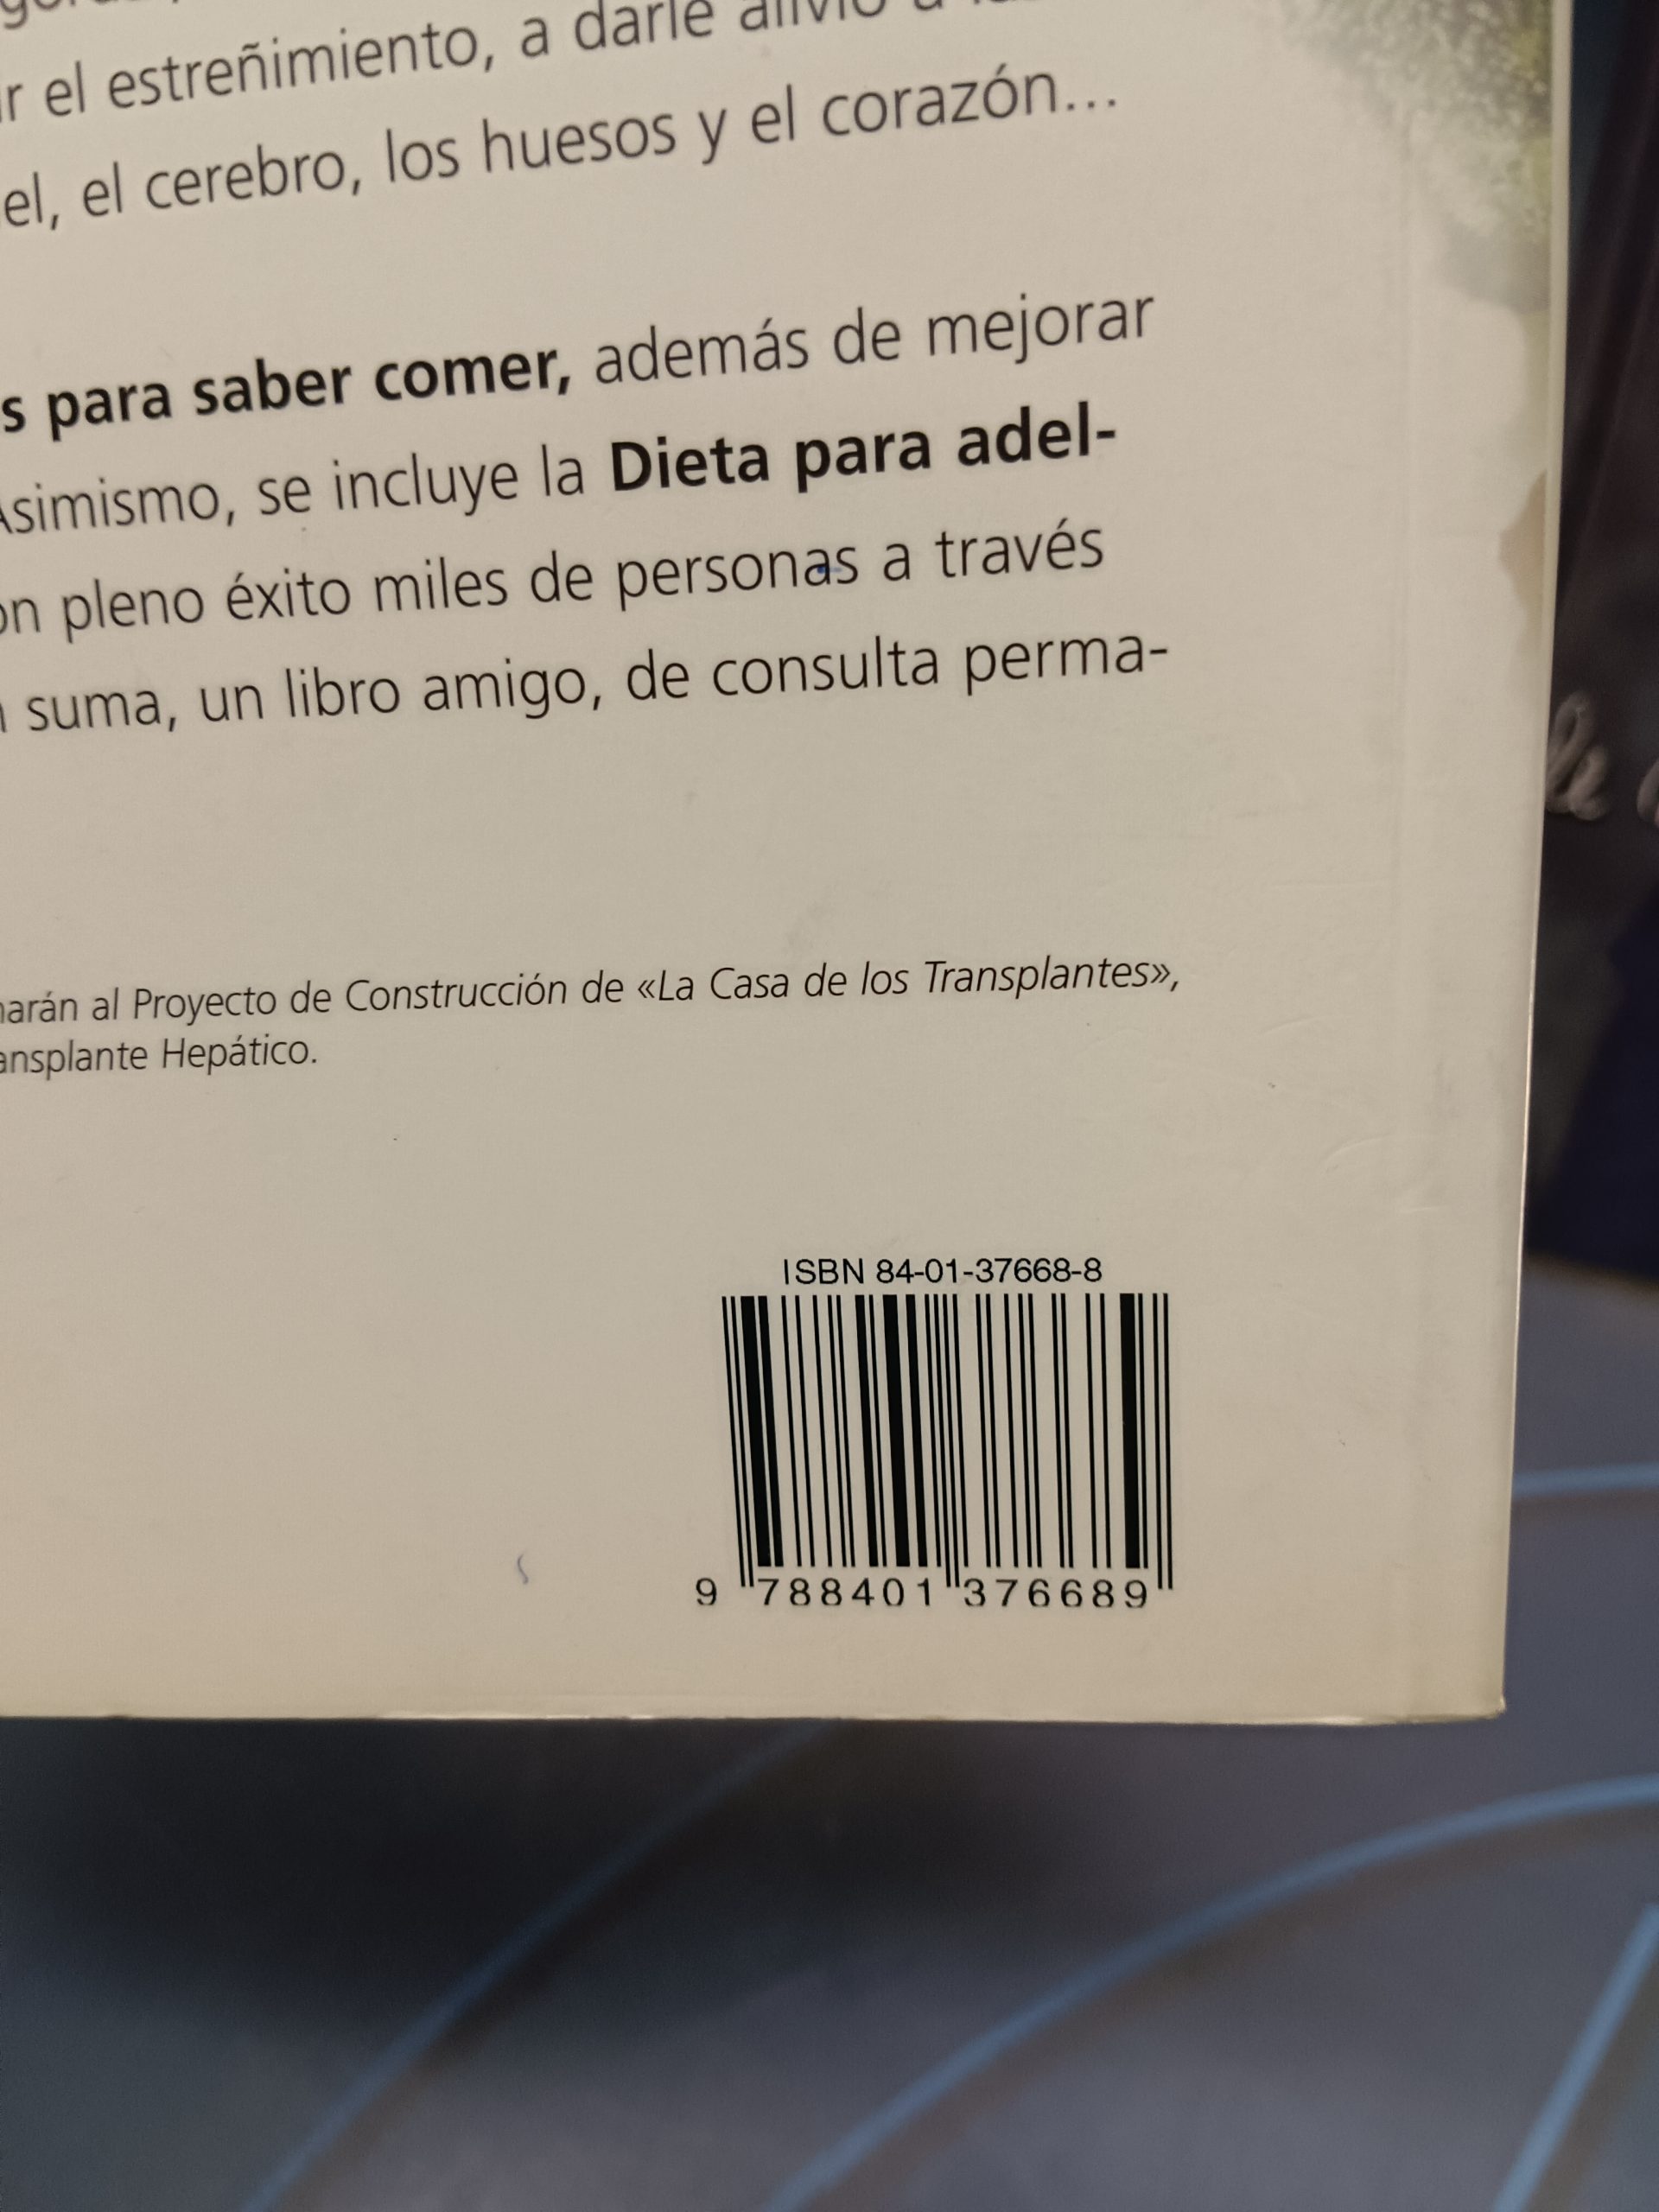 r el estreñimiento, a darle alivio a
el, el cerebro, los huesos y el corazón...
s para saber comer, además de mejorar
Asimismo, se incluye la Dieta para adel-
on pleno éxito miles de personas a través
suma, un libro amigo, de consulta perma-
narán al Proyecto de Construcción de «La Casa de los Transplantes»,
ansplante Hepático.
ISBN 84-01-37668-8
9 788401 376689